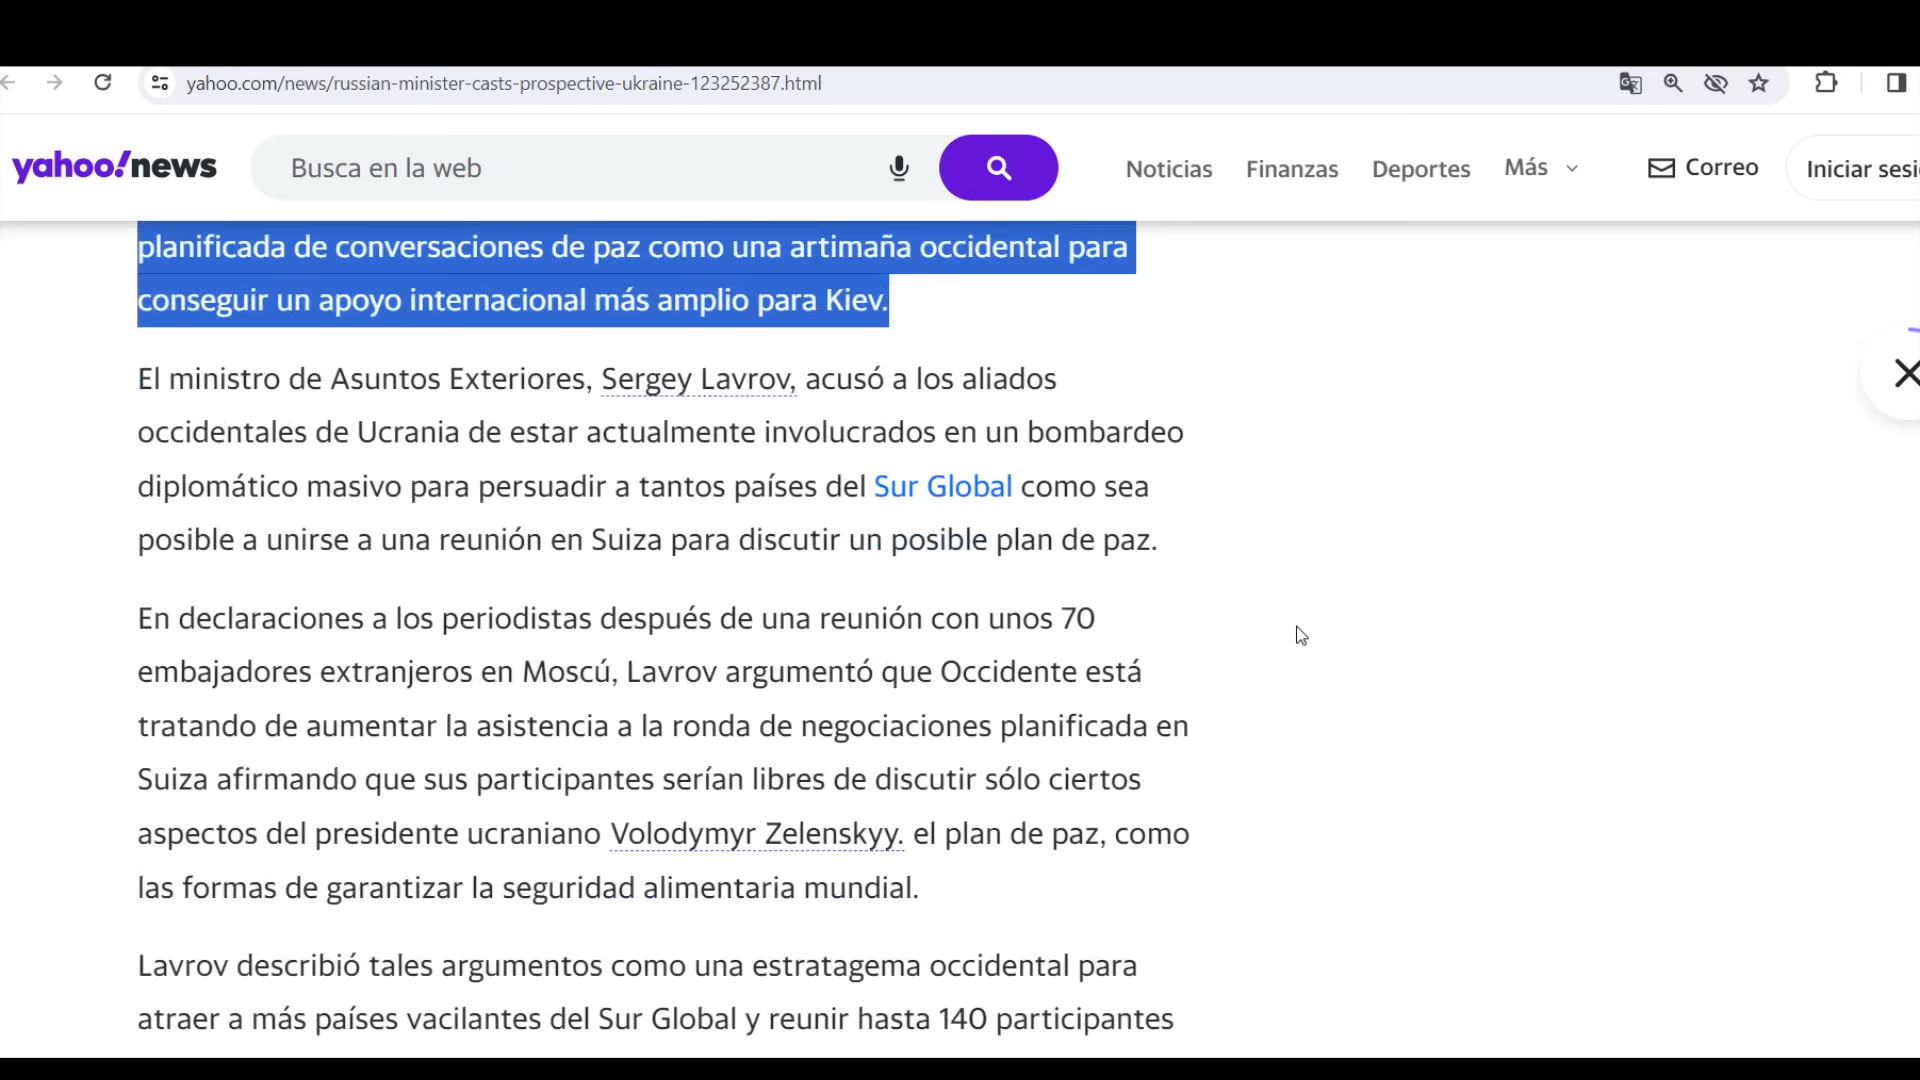 yahoo.com/news/russian-minister-casts-prospective-ukraine-123252387.html
yahoo!news
Busca en la web
Noticias
Finanzas
Deportes
Más
Correo
Iniciar sesi
planificada de conversaciones de paz como una artimaña occidental para
conseguir un apoyo internacional más amplio para Kiev.
El ministro de Asuntos Exteriores, Sergey Lavrov, acusó a los aliados
occidentales de Ucrania de estar actualmente involucrados en un bombardeo
diplomático masivo para persuadir a tantos países del Sur Global como sea
posible a unirse a una reunión en Suiza para discutir un posible plan de paz.
En declaraciones a los periodistas después de una reunión con unos 70
embajadores extranjeros en Moscú, Lavrov argumentó que Occidente está
tratando de aumentar la asistencia a la ronda de negociaciones planificada en
Suiza afirmando que sus participantes serían libres de discutir sólo ciertos
aspectos del presidente ucraniano Volodymyr Zelenskyy. el plan de paz, como
las formas de garantizar la seguridad alimentaria mundial.
Lavrov describió tales argumentos como una estratagema occidental para
atraer a más países vacilantes del Sur Global y reunir hasta 140 participantes